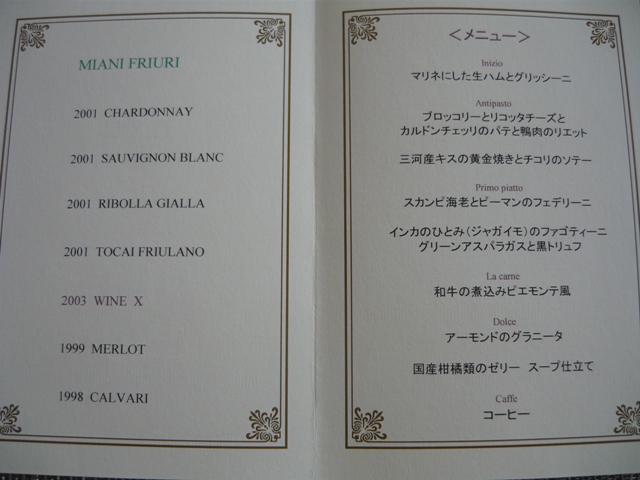 MIANI FRIURI
2001 CHARDONNAY
2001 SAUVIGNON BLANC
2001 RIBOLLA GIALLA
2001 TOCAI FRIULANO
2003 WINE X
1999 MERLOT
1998 CALVARI
＜メニュー＞
Inizio
マリネにした生ハムとグリッシーニ
Antipasto
ブロッコリーとリコッタチーズと
カルドンチェッリのパテと鴨肉のリエット
三河産キスの黄金焼きとチコリのソテー
Primo piatto
スカンピ海老とピーマンのフェデリーニ
インカのひとみ（ジャガイモ）のファゴティーニ
グリーンアスパラガスと黒トリュフ
La carne
和牛の煮込みピエモンテ風
Dolce
アーモンドのグラニータ
国産柑橘類のゼリー　スープ仕立て
Caffe
コーヒー